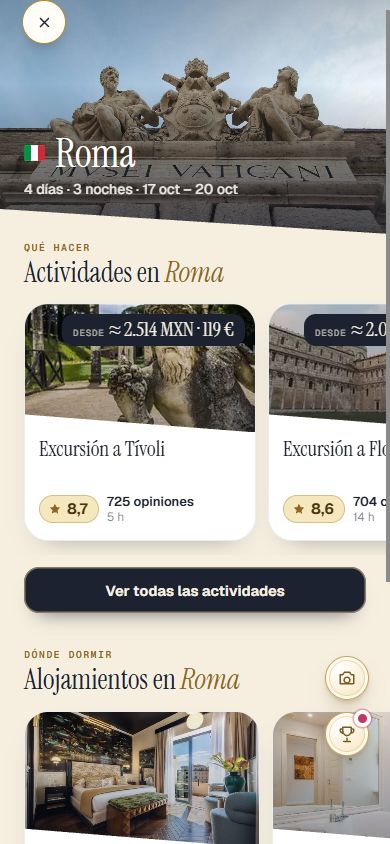 Roma
MVSEI VATICANI
4 días · 3 noches · 17 oct – 20 oct
QUÉ HACER
Actividades en Roma
DESDE ≈ 2.514 MXN · 119 €
DESDE ≈ 2.0
Excursión a Tívoli
Excursión a Flo
8,7 725 opiniones
5 h
8,6 704 o
14 h
Ver todas las actividades
DÓNDE DORMIR
Alojamientos en Roma